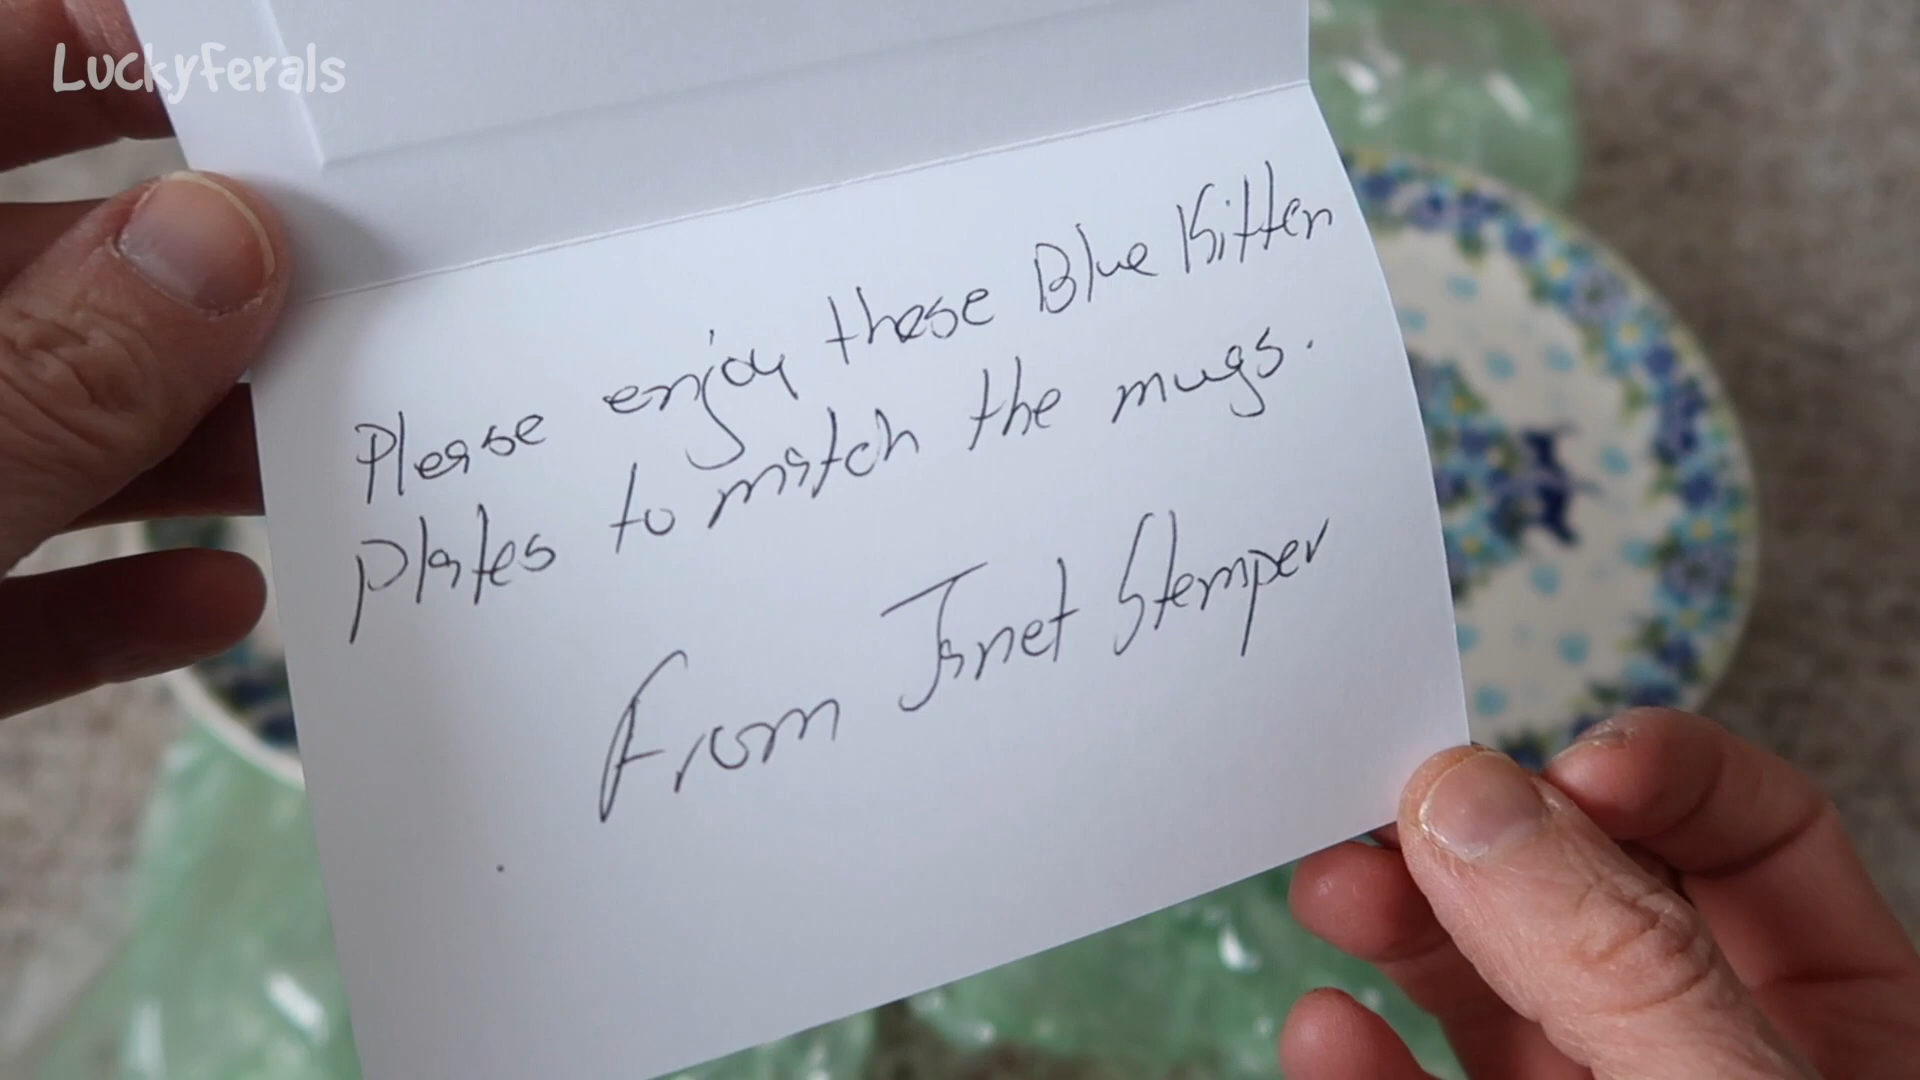 LuckyFerals
Please enjoy these Blue Kitten
plates to match the mugs.
From Janet Stemper